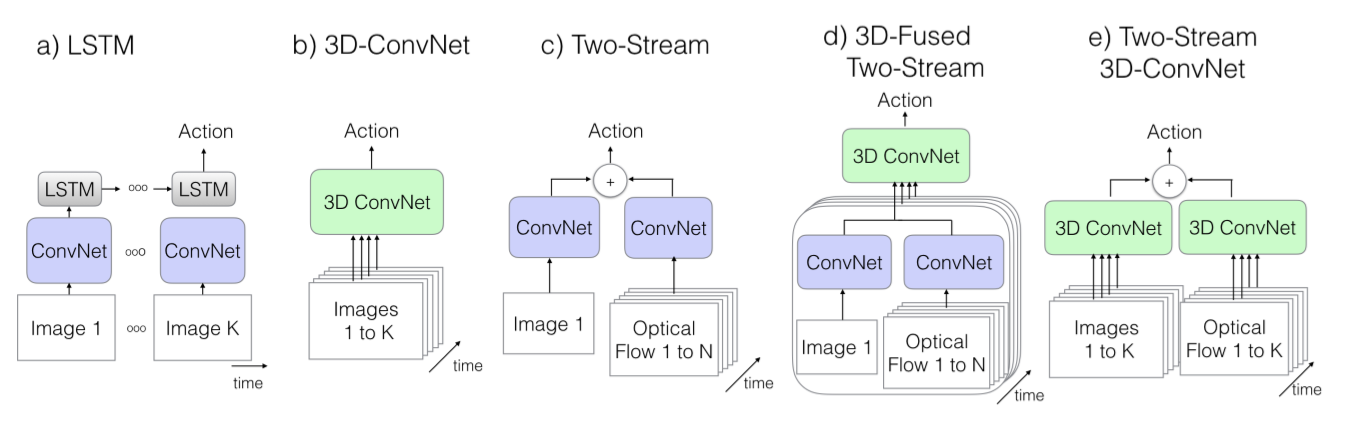 a) LSTM
Action
LSTM
ooo
LSTM
ConvNet
ooo
ConvNet
Image 1
ooo
Image K
time
b) 3D-ConvNet
Action
3D ConvNet
Images
1 to K
time
c) Two-Stream
Action
+
ConvNet
ConvNet
Image 1
Optical
Flow 1 to N
time
d) 3D-Fused
Two-Stream
Action
3D ConvNet
ConvNet
ConvNet
Image 1
Optical
Flow 1 to N
time
e) Two-Stream
3D-ConvNet
Action
+
3D ConvNet
3D ConvNet
Images
1 to K
Optical
Flow 1 to K
time